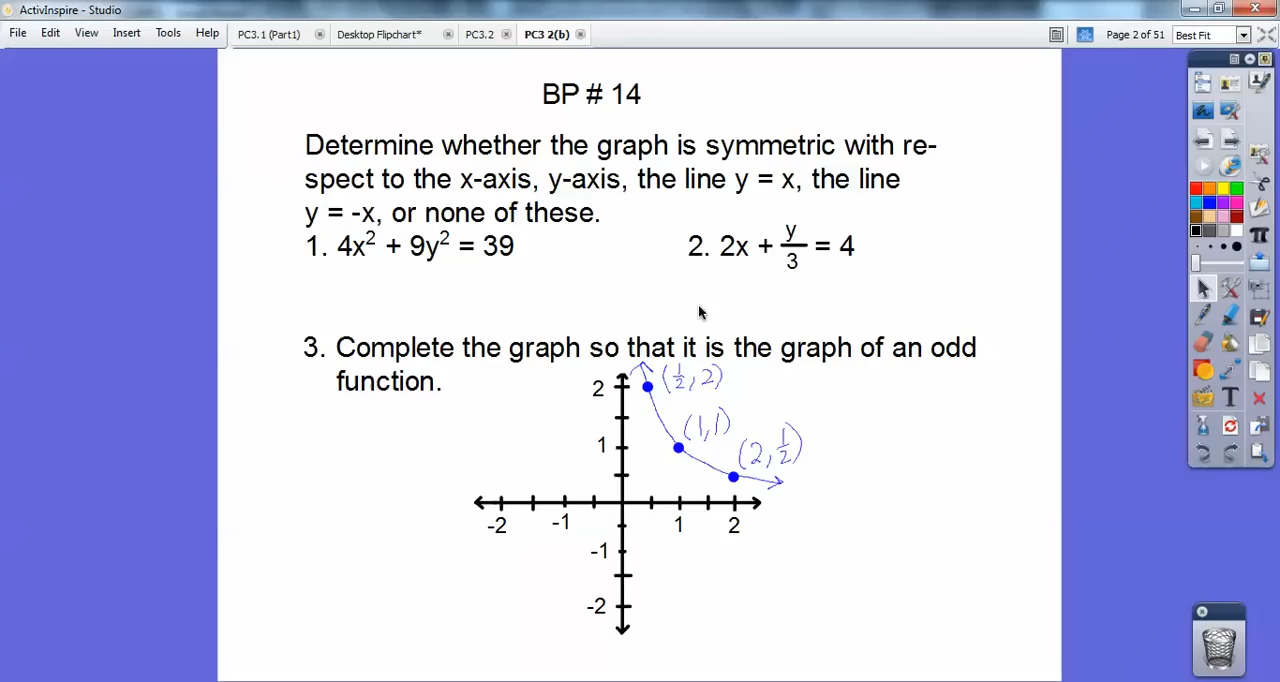 ActivInspire - Studio
File Edit View Insert Tools Help
PC3.1 (Part1) Desktop Flipchart* PC3.2 PC3 2(b)
Page 2 of 51 Best Fit
BP # 14
Determine whether the graph is symmetric with re-
spect to the x-axis, y-axis, the line y = x, the line
y = -x, or none of these.
1. 4x² + 9y² = 39
2. 2x + y/3 = 4
3. Complete the graph so that it is the graph of an odd
function.
2
(1/2, 2)
1
(1,1)
(2, 1/2)
-2 -1 1 2
-1
-2